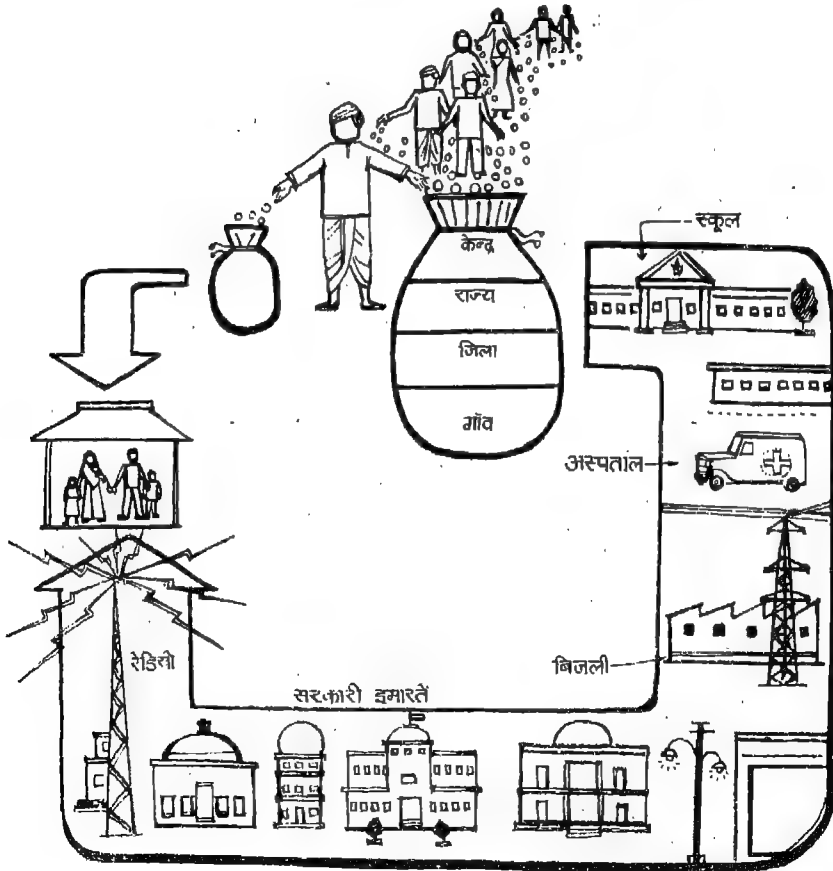 स्कूल
केन्द्र
राज्य
जिला
गाँव
अस्पताल
रेडियो
बिजली
सरकारी इमारतें